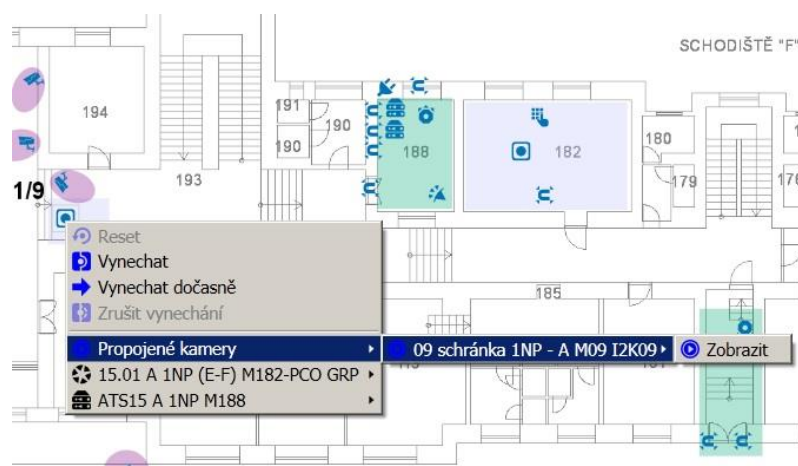 SCHODIŠTĚ "F"
194
191
190
190
188
182
180
179
176
193
1/9
185
Reset
Vynechat
Vynechat dočasně
Zrušit vynechání
Propojené kamery
09 schránka 1NP - A M09 I2K09
Zobrazit
15.01 A 1NP (E-F) M182-PCO GRP
ATS15 A 1NP M188